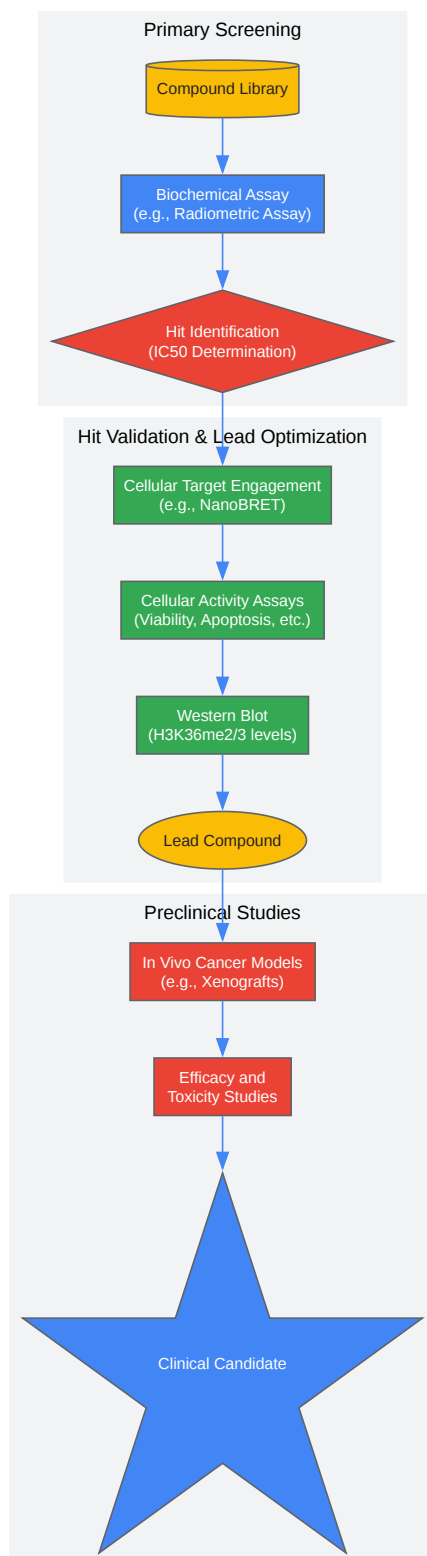 Primary Screening
Compound Library
Biochemical Assay
(e.g., Radiometric Assay)
Hit Identification
(IC50 Determination)
Hit Validation & Lead Optimization
Cellular Target Engagement
(e.g., NanoBRET)
Cellular Activity Assays
(Viability, Apoptosis, etc.)
Western Blot
(H3K36me2/3 levels)
Lead Compound
Preclinical Studies
In Vivo Cancer Models
(e.g., Xenografts)
Efficacy and
Toxicity Studies
Clinical Candidate